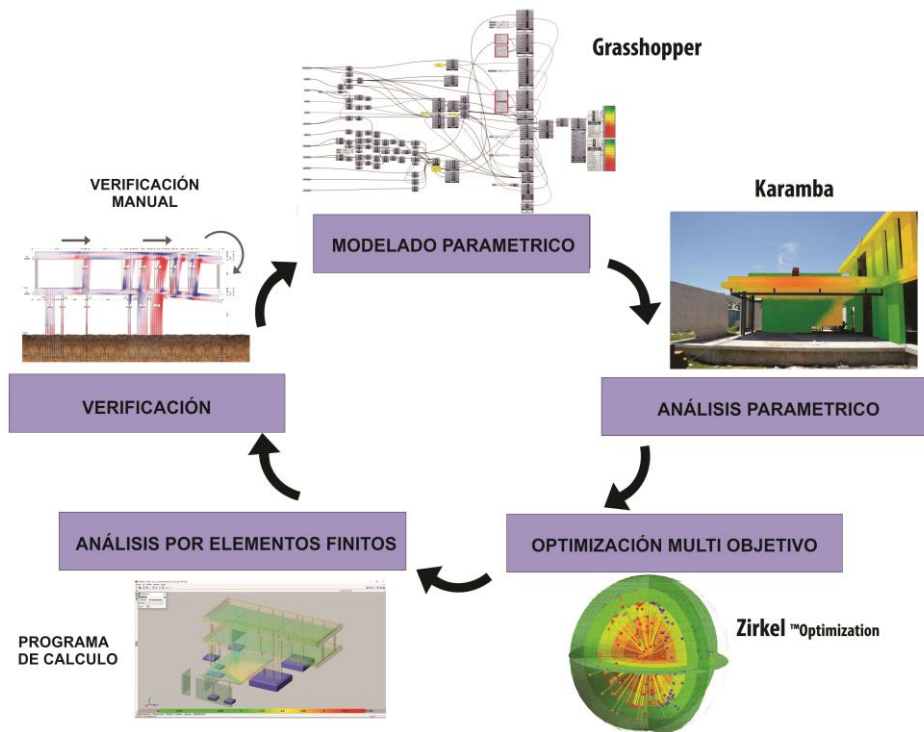 Grasshopper
MODELADO PARAMETRICO
Karamba
ANÁLISIS PARAMETRICO
OPTIMIZACIÓN MULTI OBJETIVO
Zirkel ™Optimization
ANÁLISIS POR ELEMENTOS FINITOS
PROGRAMA
DE CALCULO
VERIFICACIÓN
MANUAL
VERIFICACIÓN